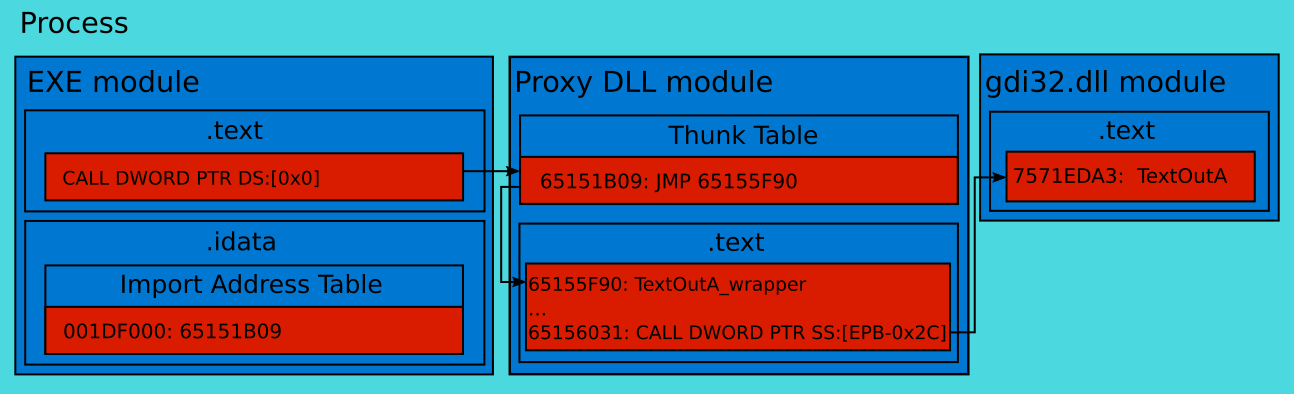 Process
EXE module
.text
CALL DWORD PTR DS:[0x0]
.idata
Import Address Table
001DF000: 65151B09
Proxy DLL module
Thunk Table
65151B09: JMP 65155F90
.text
65155F90: TextOutA_wrapper
...
65156031: CALL DWORD PTR SS:[EPB-0x2C]
gdi32.dll module
.text
7571EDA3: TextOutA